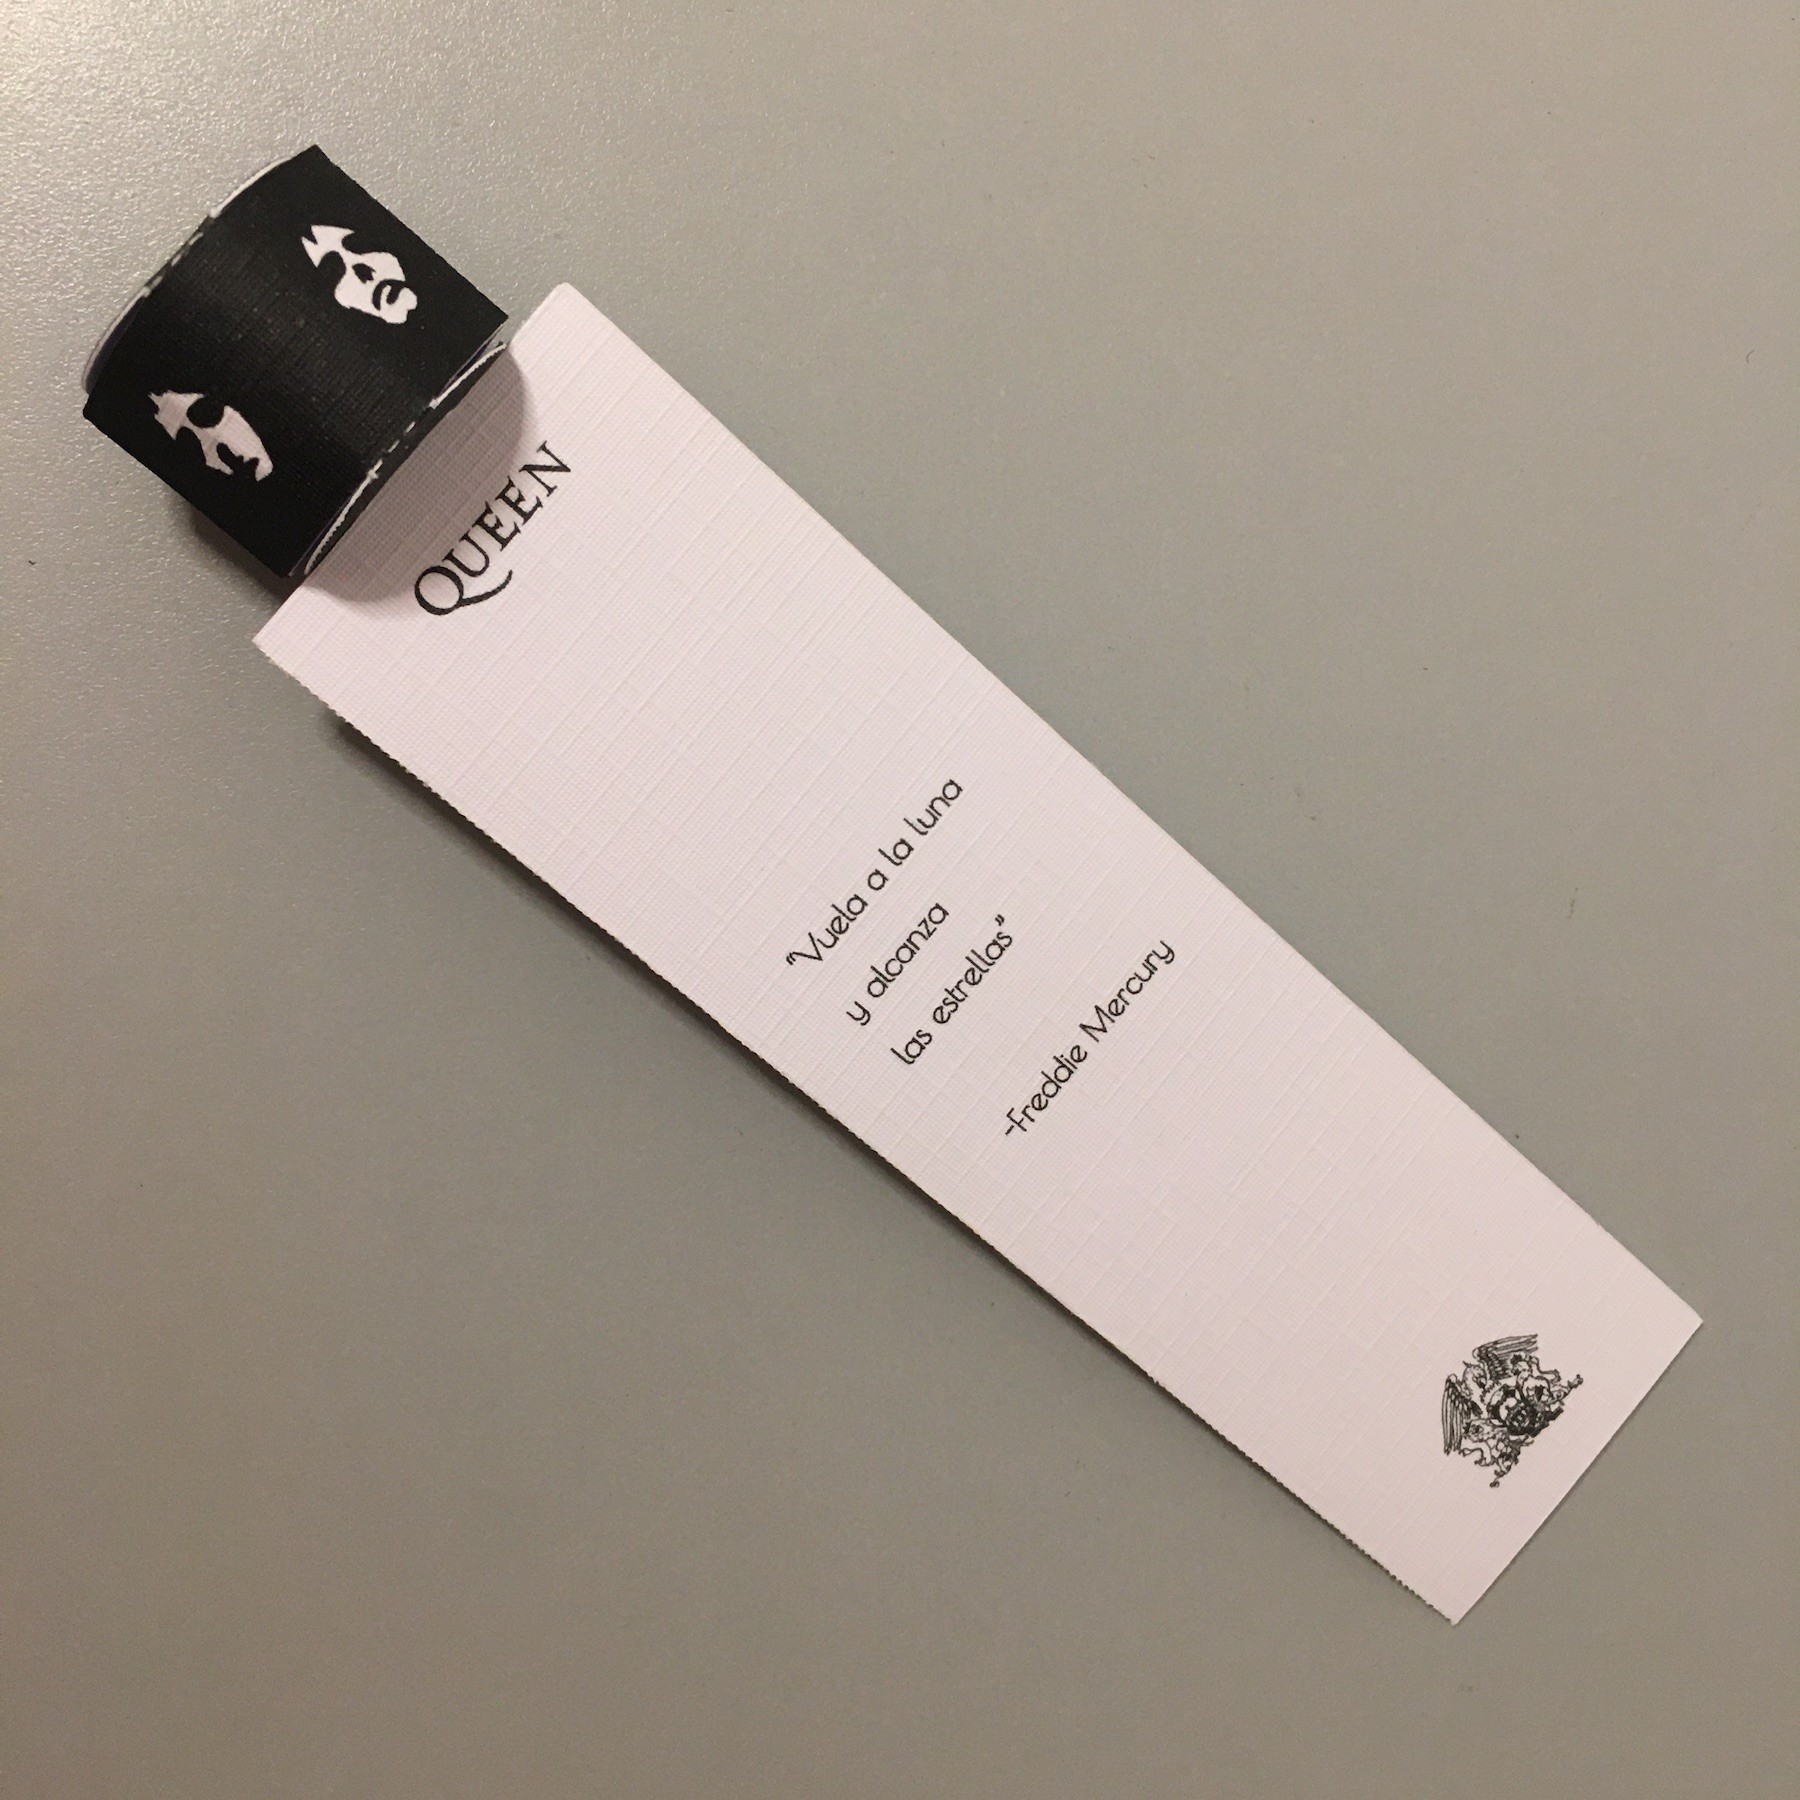 QUEEN
"Vuela a la luna
y alcanza
las estrellas"
-Freddie Mercury